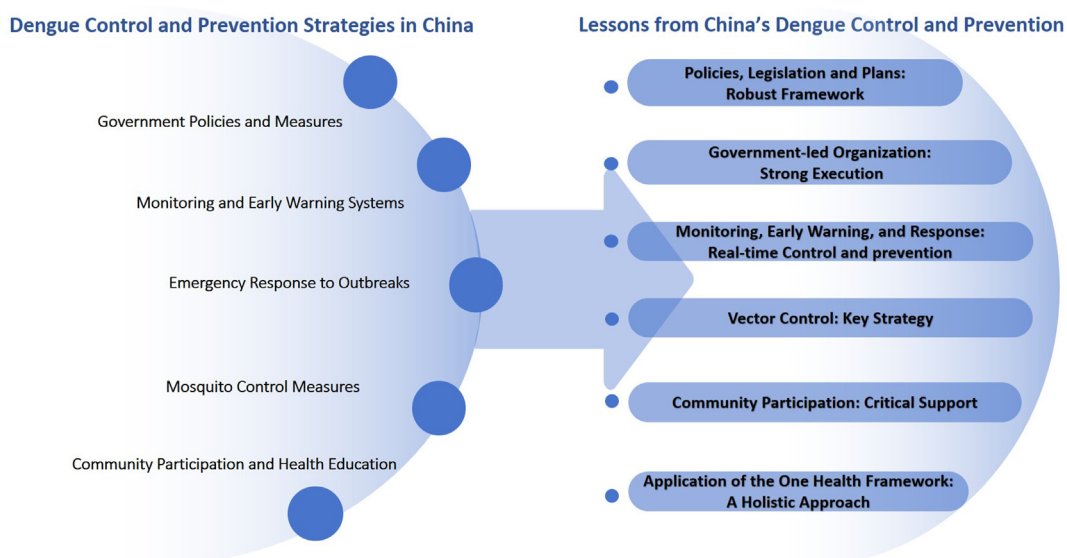 Dengue Control and Prevention Strategies in China
Government Policies and Measures
Monitoring and Early Warning Systems
Emergency Response to Outbreaks
Mosquito Control Measures
Community Participation and Health Education
Lessons from China's Dengue Control and Prevention
Policies, Legislation and Plans:
Robust Framework
Government-led Organization:
Strong Execution
Monitoring, Early Warning, and Response:
Real-time Control and prevention
Vector Control: Key Strategy
Community Participation: Critical Support
Application of the One Health Framework:
A Holistic Approach